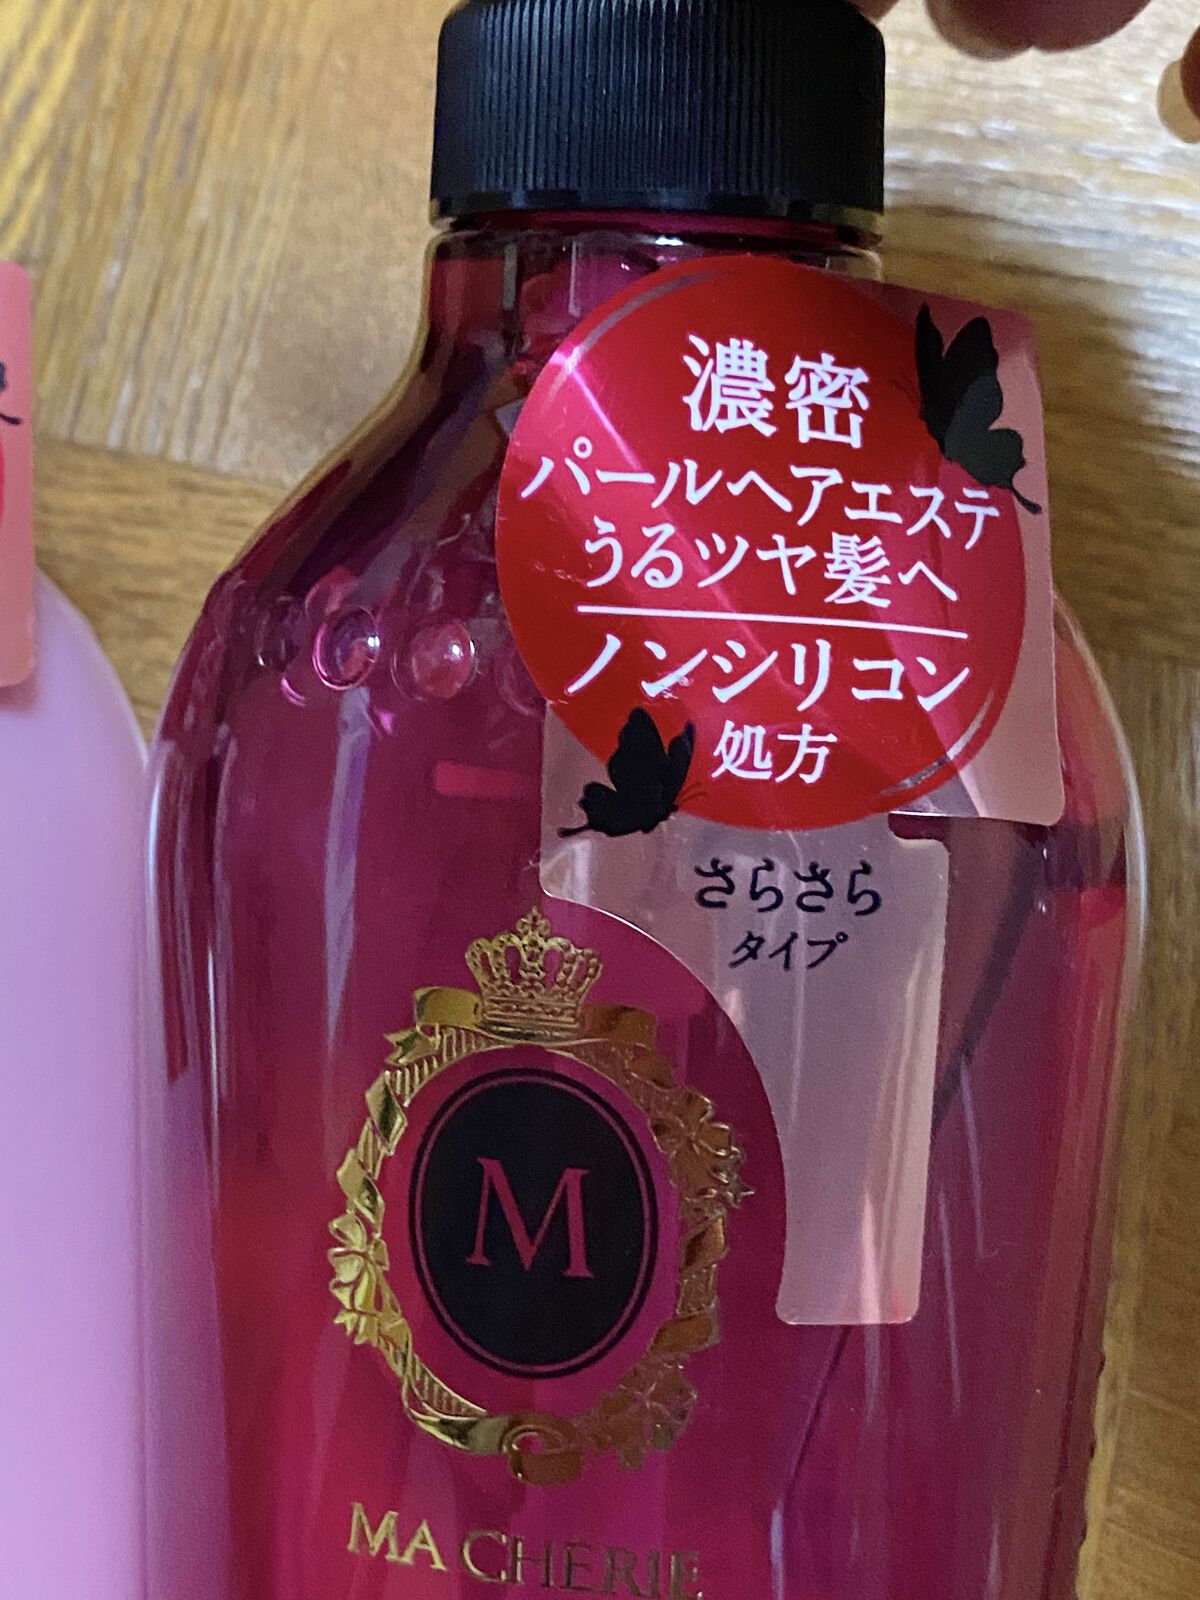 濃密
パールヘアエステ
うるツヤ髪へ
ノンシリコン
処方
さらさら
タイプ
M
MA CHERIE